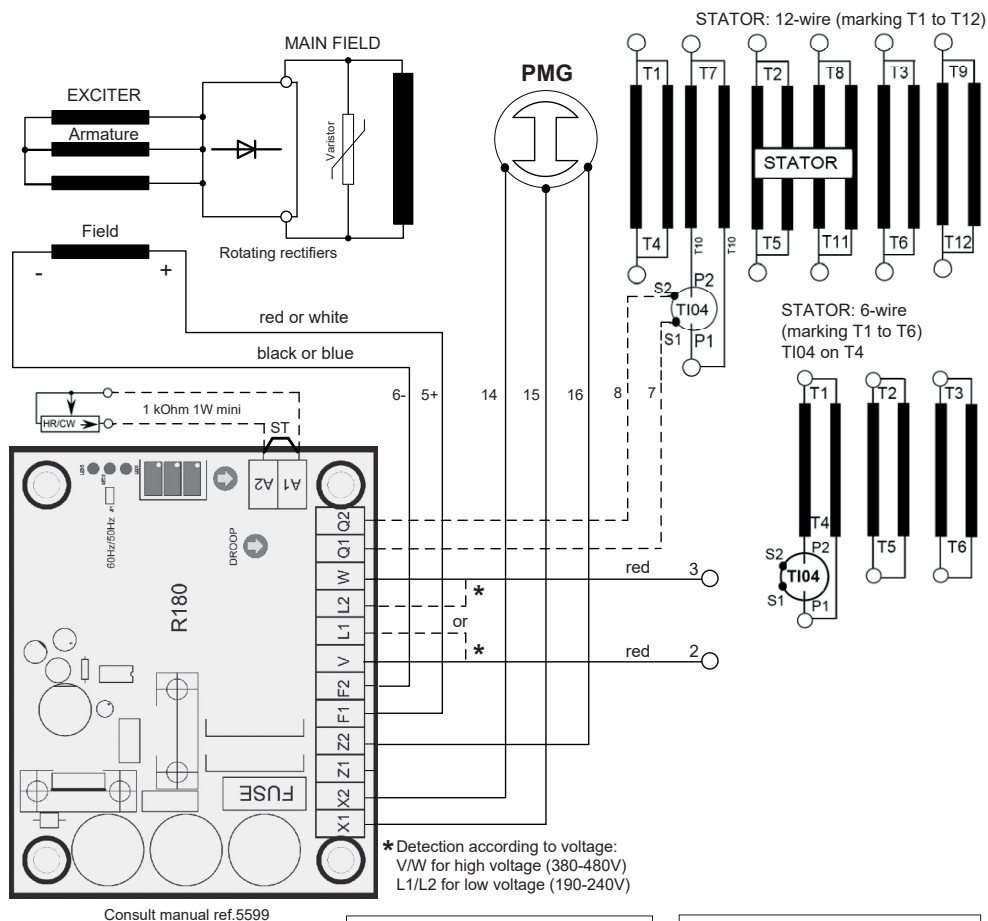 STATOR: 12-wire (marking T1 to T12)
MAIN FIELD
EXCITER
Armature
Varistor
Rotating rectifiers
Field
-
+
PMG
T1
T7
T2
T8
T3
T9
STATOR
T4
T10
T10
T5
T11
T6
T12
S2
P2
TI04
S1
P1
STATOR: 6-wire
(marking T1 to T6)
TI04 on T4
T1
T2
T3
T4
T5
T6
S2
P2
TI04
S1
P1
red or white
black or blue
6-
5+
14
15
16
8
7
HR/CW
1 kOhm 1W mini
ST
A2
A1
60Hz/50Hz
DROOP
R180
FUSE
Q2
Q1
W
L2
L1
V
F2
F1
Z2
Z1
X2
X1
red
3
*
or
*
red
2
* Detection according to voltage:
V/W for high voltage (380-480V)
L1/L2 for low voltage (190-240V)
Consult manual ref.5599